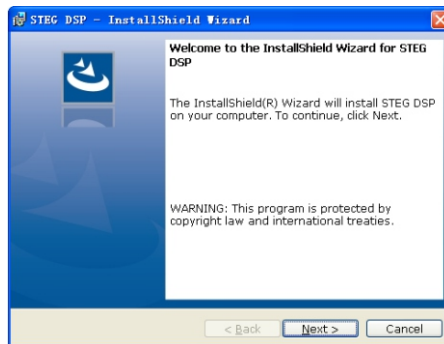 STEG DSP - InstallShield Wizard
Welcome to the InstallShield Wizard for STEG
DSP
The InstallShield(R) Wizard will install STEG DSP
on your computer. To continue, click Next.
WARNING: This program is protected by
copyright law and international treaties.
< Back Next > Cancel